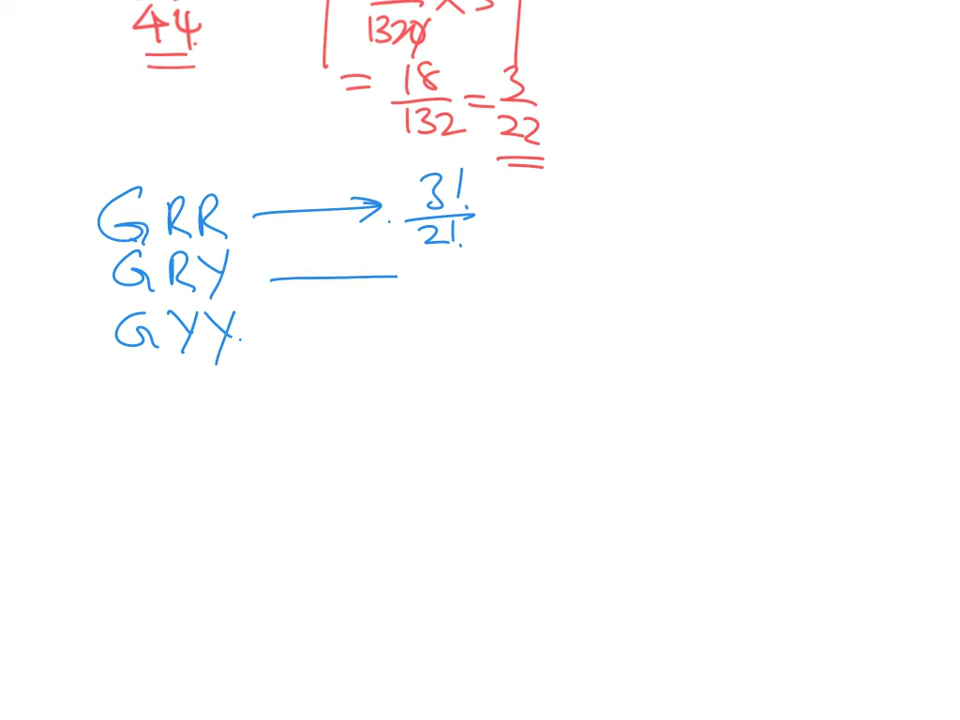 44
1320 × 3
= 18/132 = 3/22
GRR → 3!/2!
GRY —
GYY.